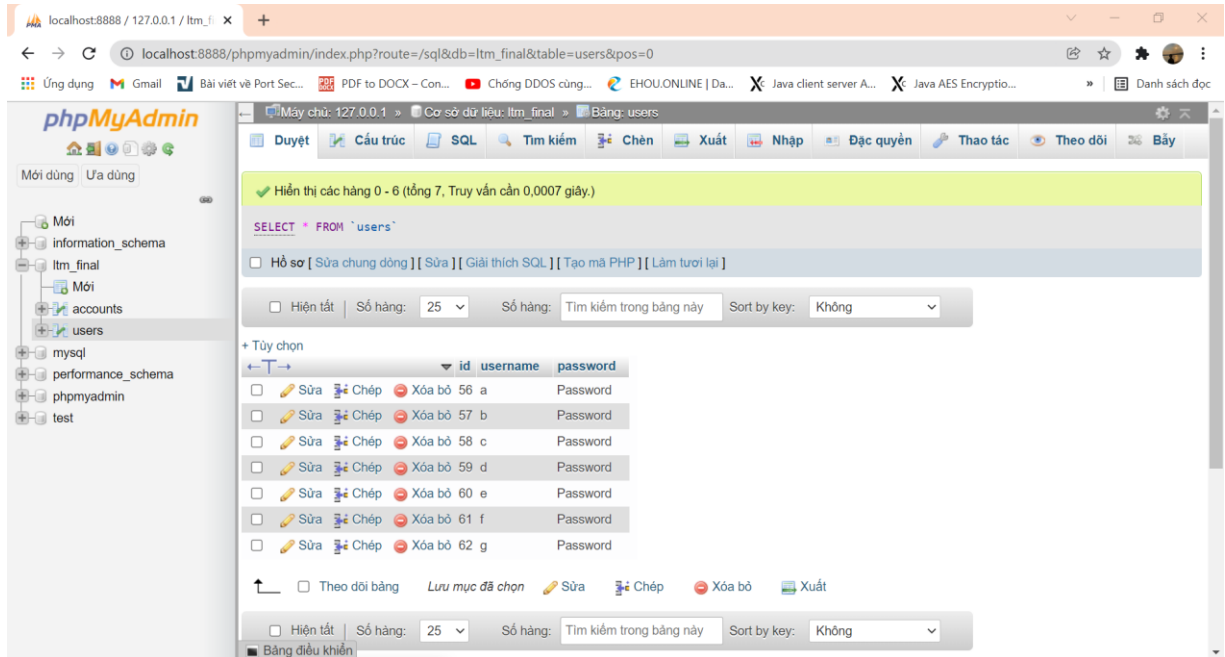 localhost:8888 / 127.0.0.1 / ltm_fi
localhost:8888/phpmyadmin/index.php?route=/sql&db=ltm_final&table=users&pos=0
Ứng dụng Gmail Bài viết về Port Sec... PDF to DOCX – Con... Chống DDOS cùng... EHOU.ONLINE | Da... Java client server A... Java AES Encryptio... » Danh sách đọc
phpMyAdmin
Mới dùng Ưa dùng
Mới
information_schema
ltm_final
Mới
accounts
users
mysql
performance_schema
phpmyadmin
test
Máy chủ: 127.0.0.1 » Cơ sở dữ liệu: ltm_final » Bảng: users
Duyệt Cấu trúc SQL Tìm kiếm Chèn Xuất Nhập Đặc quyền Thao tác Theo dõi Bẫy
Hiển thị các hàng 0 - 6 (tổng 7, Truy vấn cần 0,0007 giây.)
SELECT * FROM `users`
Hồ sơ [ Sửa chung dòng ] [ Sửa ] [ Giải thích SQL ] [ Tạo mã PHP ] [ Làm tươi lại ]
Hiện tất | Số hàng: 25 Số hàng: Tìm kiếm trong bảng này Sort by key: Không
+ Tùy chọn
←T→ id username password
Sửa Chép Xóa bỏ 56 a Password
Sửa Chép Xóa bỏ 57 b Password
Sửa Chép Xóa bỏ 58 c Password
Sửa Chép Xóa bỏ 59 d Password
Sửa Chép Xóa bỏ 60 e Password
Sửa Chép Xóa bỏ 61 f Password
Sửa Chép Xóa bỏ 62 g Password
Theo dõi bảng Lưu mục đã chọn Sửa Chép Xóa bỏ Xuất
Hiện tất | Số hàng: 25 Số hàng: Tìm kiếm trong bảng này Sort by key: Không
Bảng điều khiển